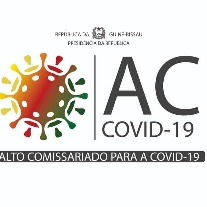 REPÚBLICA DA GUINÉ-BISSAU
PRESIDÊNCIA DA REPÚBLICA
AC
COVID-19
ALTO COMISSARIADO PARA A COVID-19